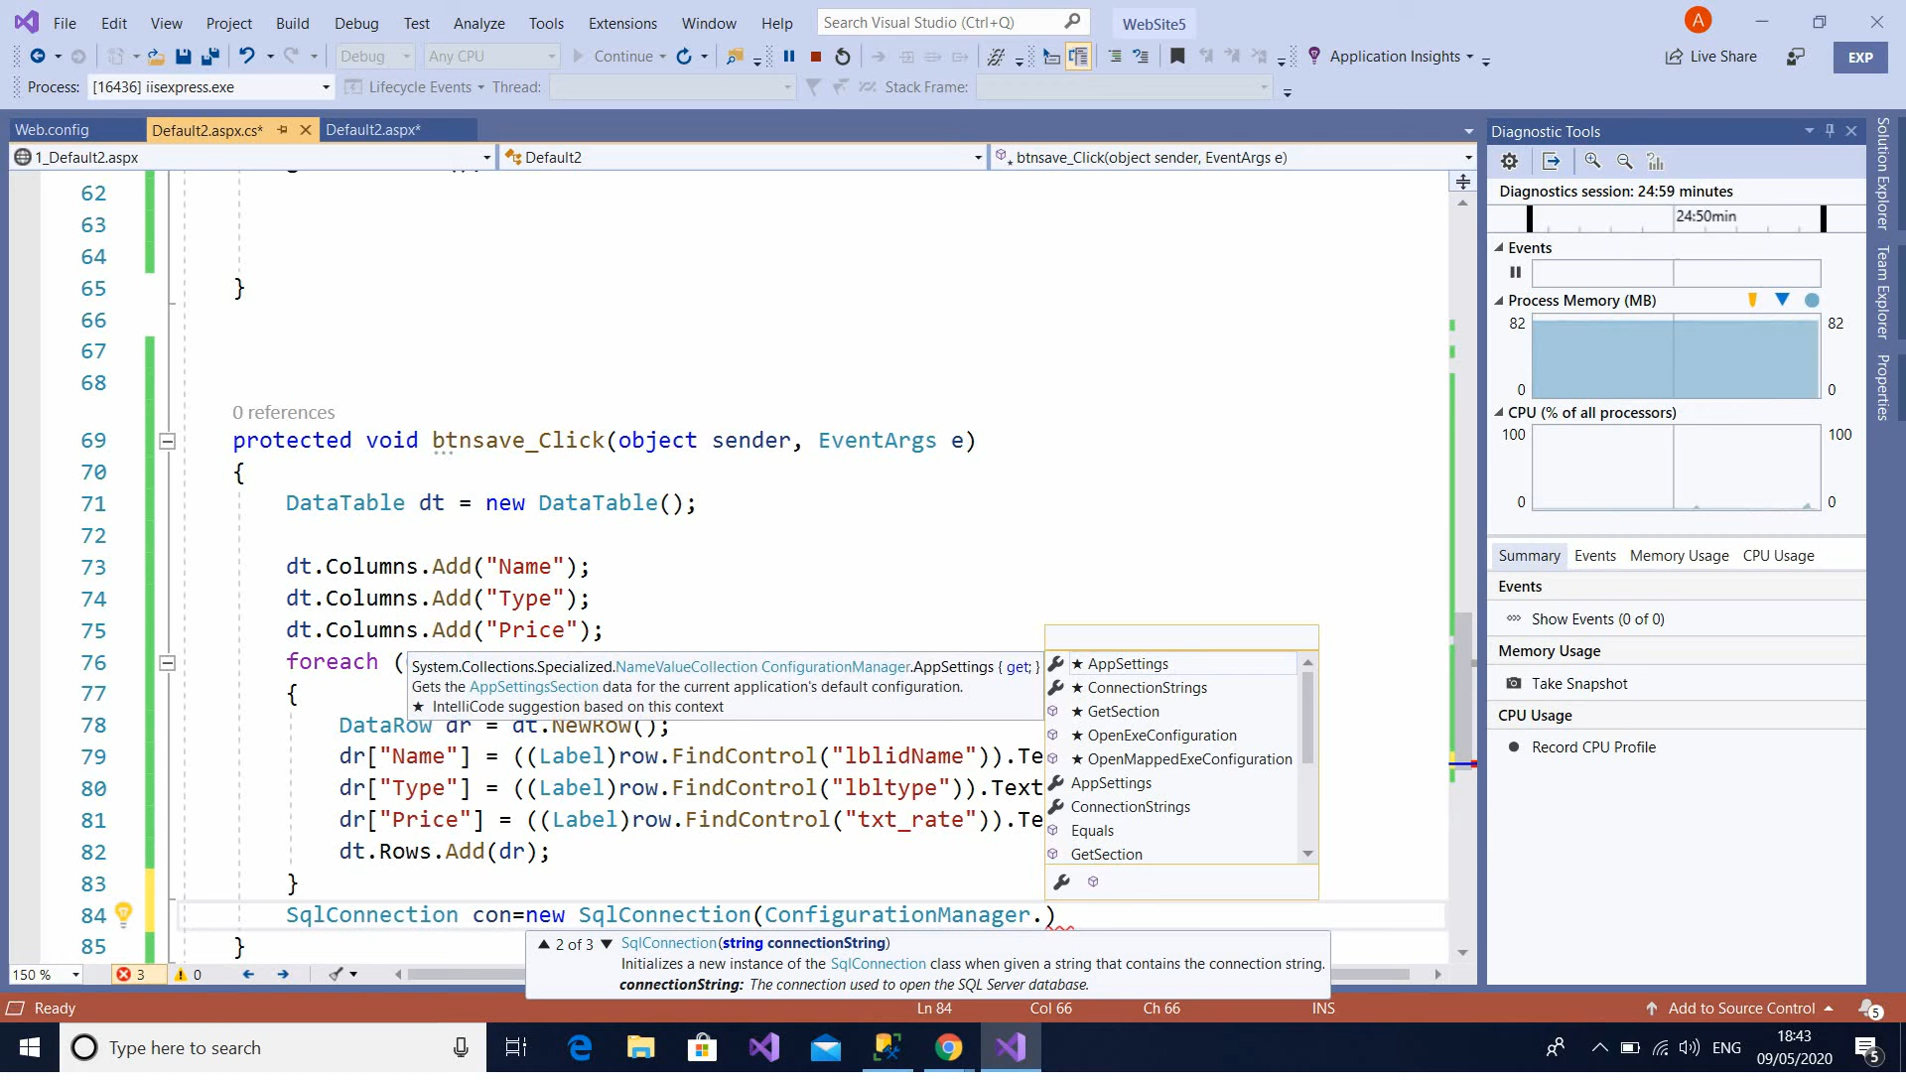 File Edit View Project Build Debug Test Analyze Tools Extensions Window Help Search Visual Studio (Ctrl+Q) WebSite5 A
Debug Any CPU Continue Application Insights Live Share EXP
Process: [16436] iisexpress.exe Lifecycle Events Thread: Stack Frame:
Web.config Default2.aspx.cs* Default2.aspx*
1_Default2.aspx Default2 btnsave_Click(object sender, EventArgs e)
62
63
64
65 }
66
67
68
0 references
69 protected void btnsave_Click(object sender, EventArgs e)
70 {
71 DataTable dt = new DataTable();
72
73 dt.Columns.Add("Name");
74 dt.Columns.Add("Type");
75 dt.Columns.Add("Price");
76 foreach (
77 {
78 DataRow dr = dt.NewRow();
79 dr["Name"] = ((Label)row.FindControl("lblidName")).Te
80 dr["Type"] = ((Label)row.FindControl("lbltype")).Text
81 dr["Price"] = ((Label)row.FindControl("txt_rate")).Te
82 dt.Rows.Add(dr);
83 }
84 SqlConnection con=new SqlConnection(ConfigurationManager.)
85 }
System.Collections.Specialized.NameValueCollection ConfigurationManager.AppSettings { get; }
Gets the AppSettingsSection data for the current application's default configuration.
★ IntelliCode suggestion based on this context
★ AppSettings
★ ConnectionStrings
★ GetSection
★ OpenExeConfiguration
★ OpenMappedExeConfiguration
AppSettings
ConnectionStrings
Equals
GetSection
2 of 3 SqlConnection(string connectionString)
Initializes a new instance of the SqlConnection class when given a string that contains the connection string.
connectionString: The connection used to open the SQL Server database.
150 % 3 0
Diagnostic Tools
Diagnostics session: 24:59 minutes
24:50min
Events
Process Memory (MB)
82 82
0 0
CPU (% of all processors)
100 100
0 0
Summary Events Memory Usage CPU Usage
Events
Show Events (0 of 0)
Memory Usage
Take Snapshot
CPU Usage
Record CPU Profile
Solution Explorer
Team Explorer
Properties
Ready Ln 84 Col 66 Ch 66 INS Add to Source Control 5
Type here to search ENG 18:43
09/05/2020 5